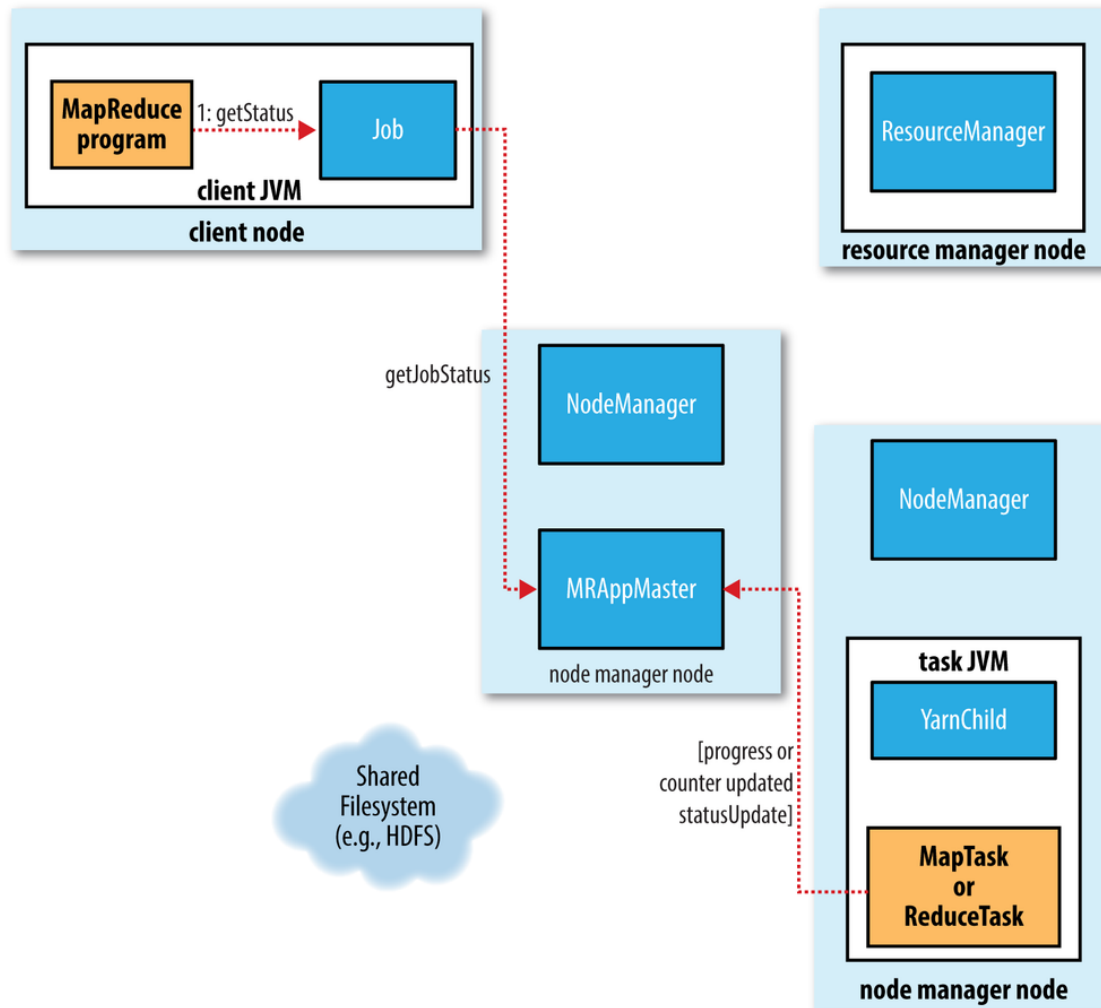 MapReduce
program
1: getStatus
Job
client JVM
client node
ResourceManager
resource manager node
getJobStatus
NodeManager
MRAppMaster
node manager node
NodeManager
task JVM
YarnChild
[progress or
counter updated
statusUpdate]
MapTask
or
ReduceTask
node manager node
Shared
Filesystem
(e.g., HDFS)